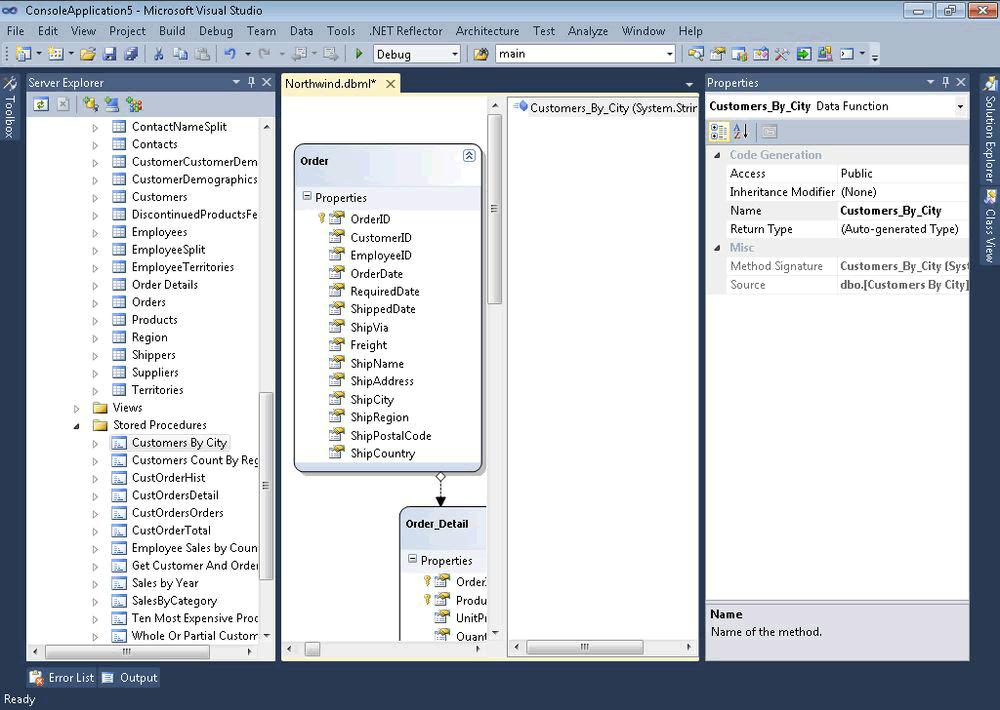 ConsoleApplication5 - Microsoft Visual Studio
File Edit View Project Build Debug Team Data Tools .NET Reflector Architecture Test Analyze Window Help
Debug main
Toolbox
Server Explorer
ContactNameSplit
Contacts
CustomerCustomerDem
CustomerDemographics
Customers
DiscontinuedProductsFe
Employees
EmployeeSplit
EmployeeTerritories
Order Details
Orders
Products
Region
Shippers
Suppliers
Territories
Views
Stored Procedures
Customers By City
Customers Count By Reg
CustOrderHist
CustOrdersDetail
CustOrdersOrders
CustOrderTotal
Employee Sales by Coun
Get Customer And Order
Sales by Year
SalesByCategory
Ten Most Expensive Proc
Whole Or Partial Custom
Northwind.dbml*
Order
Properties
OrderID
CustomerID
EmployeeID
OrderDate
RequiredDate
ShippedDate
ShipVia
Freight
ShipName
ShipAddress
ShipCity
ShipRegion
ShipPostalCode
ShipCountry
Order_Detail
Properties
Order
Produ
UnitPr
Quant
Customers_By_City (System.Strin
Properties
Customers_By_City Data Function
Code Generation
Access Public
Inheritance Modifier (None)
Name Customers_By_City
Return Type (Auto-generated Type)
Misc
Method Signature Customers_By_City (Syst
Source dbo.[Customers By City]
Name
Name of the method.
Solution Explorer
Class View
Error List Output
Ready